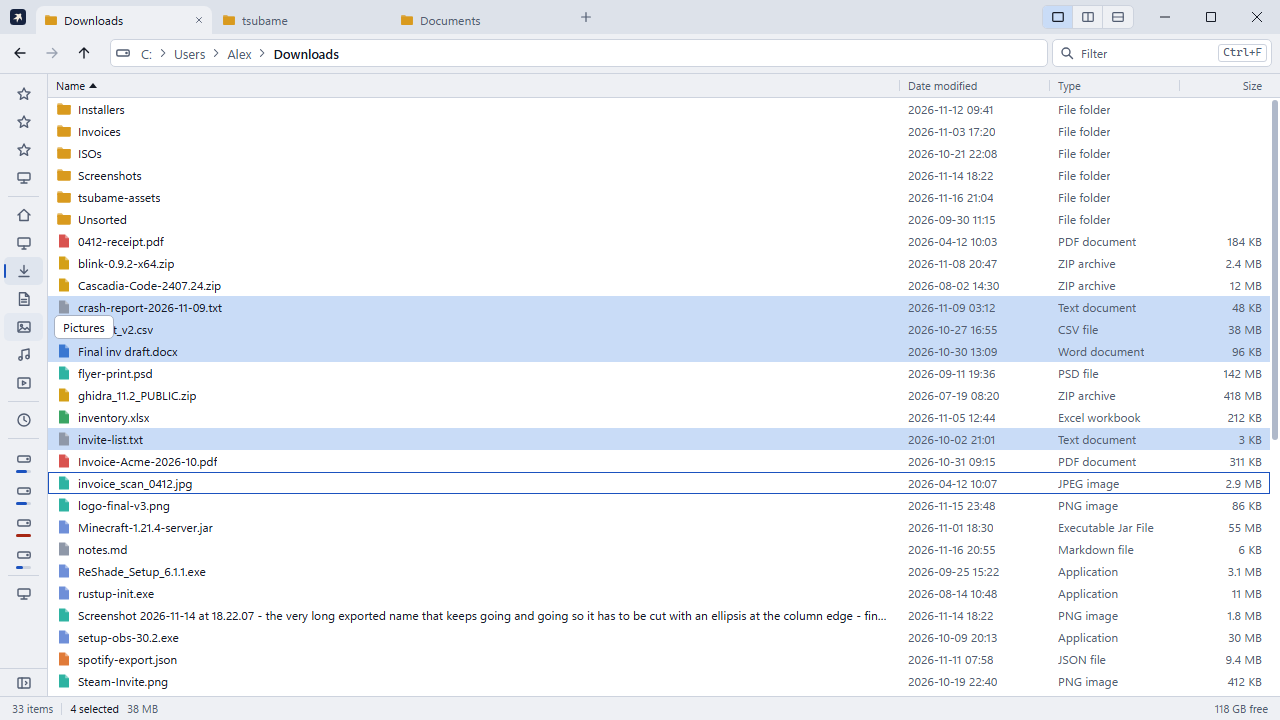 Downloads
tsubame
Documents
C: Users Alex Downloads
Filter Ctrl+F
Name Date modified Type Size
Installers 2026-11-12 09:41 File folder
Invoices 2026-11-03 17:20 File folder
ISOs 2026-10-21 22:08 File folder
Screenshots 2026-11-14 18:22 File folder
tsubame-assets 2026-11-16 21:04 File folder
Unsorted 2026-09-30 11:15 File folder
0412-receipt.pdf 2026-04-12 10:03 PDF document 184 KB
blink-0.9.2-x64.zip 2026-11-08 20:47 ZIP archive 2.4 MB
Cascadia-Code-2407.24.zip 2026-08-02 14:30 ZIP archive 12 MB
crash-report-2026-11-09.txt 2026-11-09 03:12 Text document 48 KB
Pictures
t_v2.csv 2026-10-27 16:55 CSV file 38 MB
Final inv draft.docx 2026-10-30 13:09 Word document 96 KB
flyer-print.psd 2026-09-11 19:36 PSD file 142 MB
ghidra_11.2_PUBLIC.zip 2026-07-19 08:20 ZIP archive 418 MB
inventory.xlsx 2026-11-05 12:44 Excel workbook 212 KB
invite-list.txt 2026-10-02 21:01 Text document 3 KB
Invoice-Acme-2026-10.pdf 2026-10-31 09:15 PDF document 311 KB
invoice_scan_0412.jpg 2026-04-12 10:07 JPEG image 2.9 MB
logo-final-v3.png 2026-11-15 23:48 PNG image 86 KB
Minecraft-1.21.4-server.jar 2026-11-01 18:30 Executable Jar File 55 MB
notes.md 2026-11-16 20:55 Markdown file 6 KB
ReShade_Setup_6.1.1.exe 2026-09-25 15:22 Application 3.1 MB
rustup-init.exe 2026-08-14 10:48 Application 11 MB
Screenshot 2026-11-14 at 18.22.07 - the very long exported name that keeps going and going so it has to be cut with an ellipsis at the column edge - fin... 2026-11-14 18:22 PNG image 1.8 MB
setup-obs-30.2.exe 2026-10-09 20:13 Application 30 MB
spotify-export.json 2026-11-11 07:58 JSON file 9.4 MB
Steam-Invite.png 2026-10-19 22:40 PNG image 412 KB
33 items 4 selected 38 MB 118 GB free